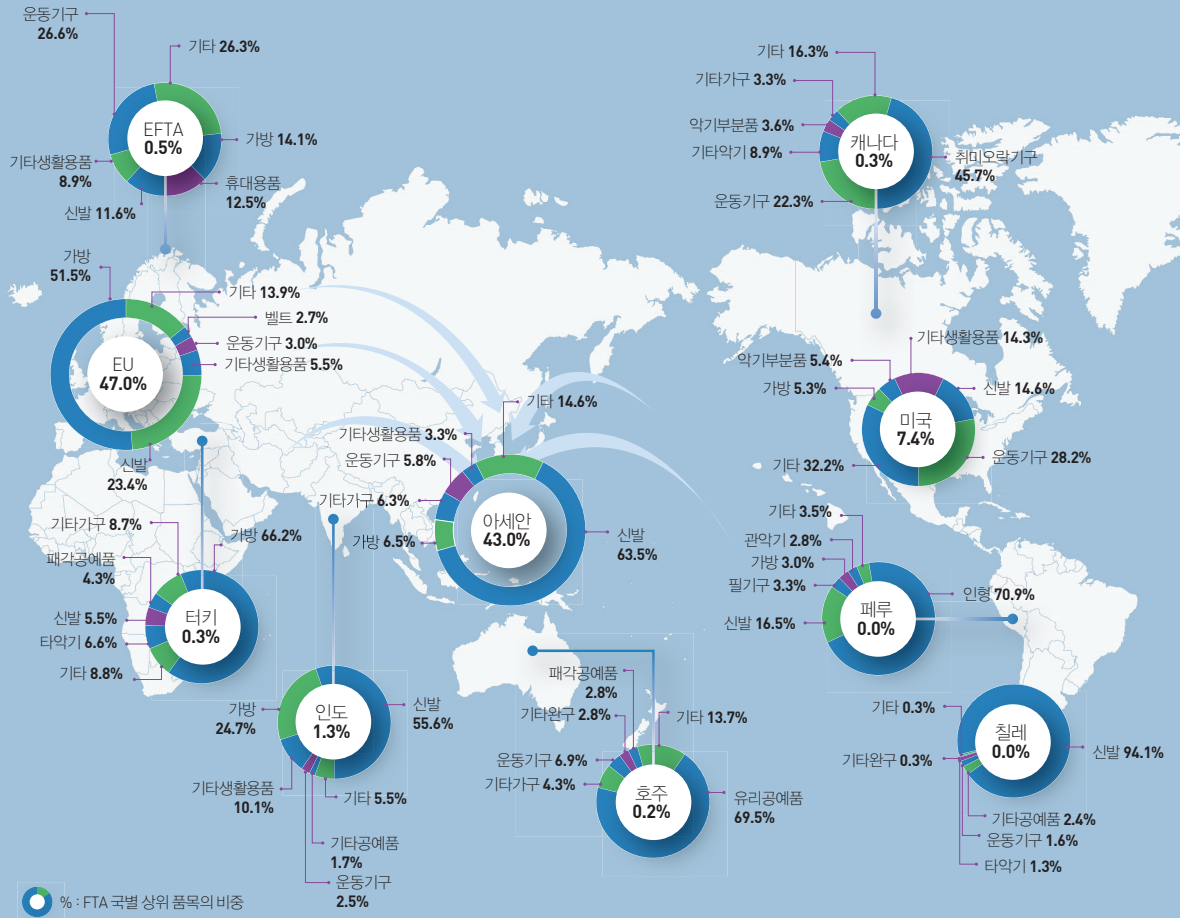 운동기구
26.6%
기타 26.3%
EFTA
0.5%
가방 14.1%
기타생활용품
8.9%
휴대용품
12.5%
신발 11.6%
기타 16.3%
기타가구 3.3%
악기부분품 3.6%
기타악기 8.9%
캐나다
0.3%
취미오락기구
45.7%
운동기구 22.3%
가방
51.5%
기타 13.9%
벨트 2.7%
운동기구 3.0%
기타생활용품 5.5%
EU
47.0%
신발
23.4%
기타생활용품 14.3%
악기부분품 5.4%
가방 5.3%
신발 14.6%
미국
7.4%
기타 32.2%
운동기구 28.2%
기타 14.6%
기타생활용품 3.3%
운동기구 5.8%
기타가구 6.3%
가방 6.5%
아세안
43.0%
신발
63.5%
기타가구 8.7%
가방 66.2%
패각공예품
4.3%
신발 5.5%
타악기 6.6%
기타 8.8%
터키
0.3%
기타 3.5%
관악기 2.8%
가방 3.0%
필기구 3.3%
신발 16.5%
페루
0.0%
인형 70.9%
가방
24.7%
인도
1.3%
신발
55.6%
기타생활용품
10.1%
기타 5.5%
기타공예품
1.7%
운동기구
2.5%
패각공예품
2.8%
기타완구 2.8%
기타 13.7%
운동기구 6.9%
기타가구 4.3%
호주
0.2%
유리공예품
69.5%
기타 0.3%
기타완구 0.3%
칠레
0.0%
신발 94.1%
기타공예품 2.4%
운동기구 1.6%
타악기 1.3%
% : FTA 국별 상위 품목의 비중